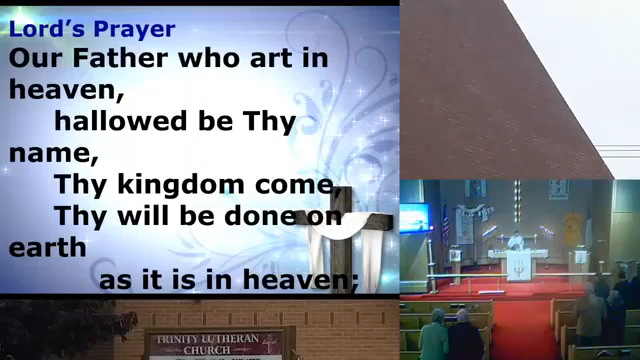 Lord's Prayer
Our Father who art in
heaven,
hallowed be Thy
name,
Thy kingdom come,
Thy will be done on
earth
as it is in heaven;
TRINITY LUTHERAN
CHURCH